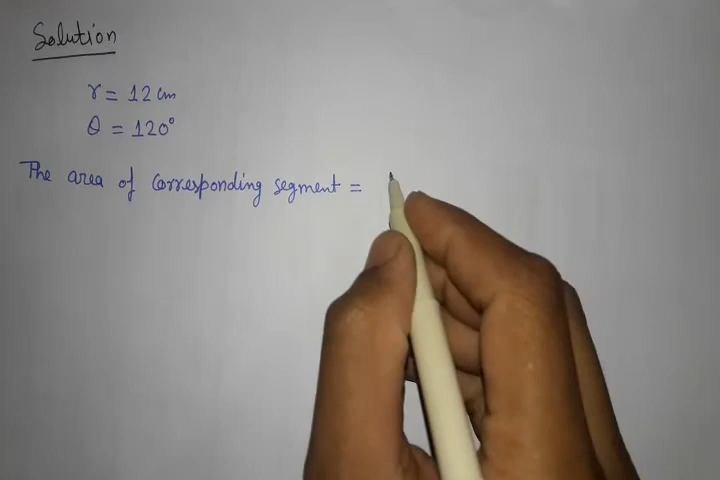 Solution
r = 12 cm
θ = 120°
The area of corresponding segment =